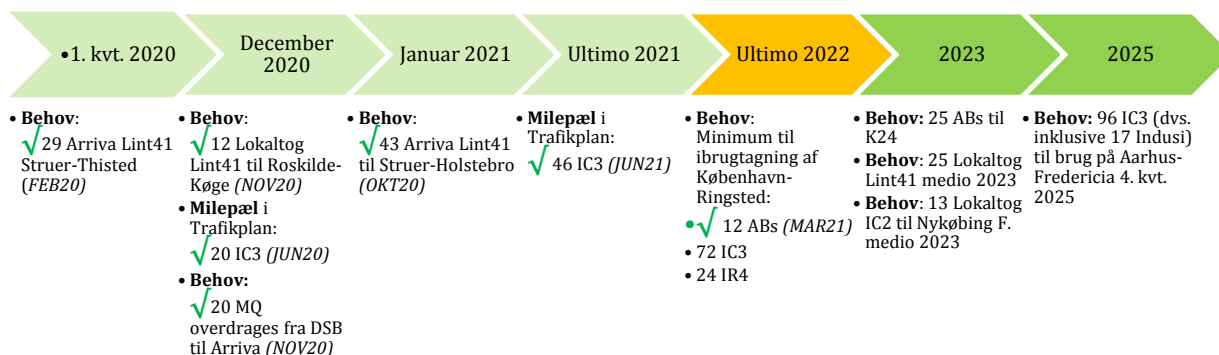 •1. kvt. 2020
December
2020
Januar 2021
Ultimo 2021
Ultimo 2022
2023
2025
• Behov:
√ 29 Arriva Lint41
Struer-Thisted
(FEB20)
• Behov:
√ 12 Lokaltog
Lint41 til Roskilde-
Køge (NOV20)
• Milepæl i
Trafikplan:
√ 20 IC3 (JUN20)
• Behov:
√ 20 MQ
overdrages fra DSB
til Arriva (NOV20)
• Behov:
√ 43 Arriva Lint41
til Struer-Holstebro
(OKT20)
• Milepæl i
Trafikplan:
√ 46 IC3 (JUN21)
• Behov:
Minimum til
ibrugtagning af
København-
Ringsted:
• √ 12 ABs (MAR21)
• 72 IC3
• 24 IR4
• Behov: 25 ABs til
K24
• Behov: 25 Lokaltog
Lint41 medio 2023
• Behov: 13 Lokaltog
IC2 til Nykøbing F.
medio 2023
• Behov: 96 IC3 (dvs.
inklusive 17 Indusi)
til brug på Aarhus-
Fredericia 4. kvt.
2025